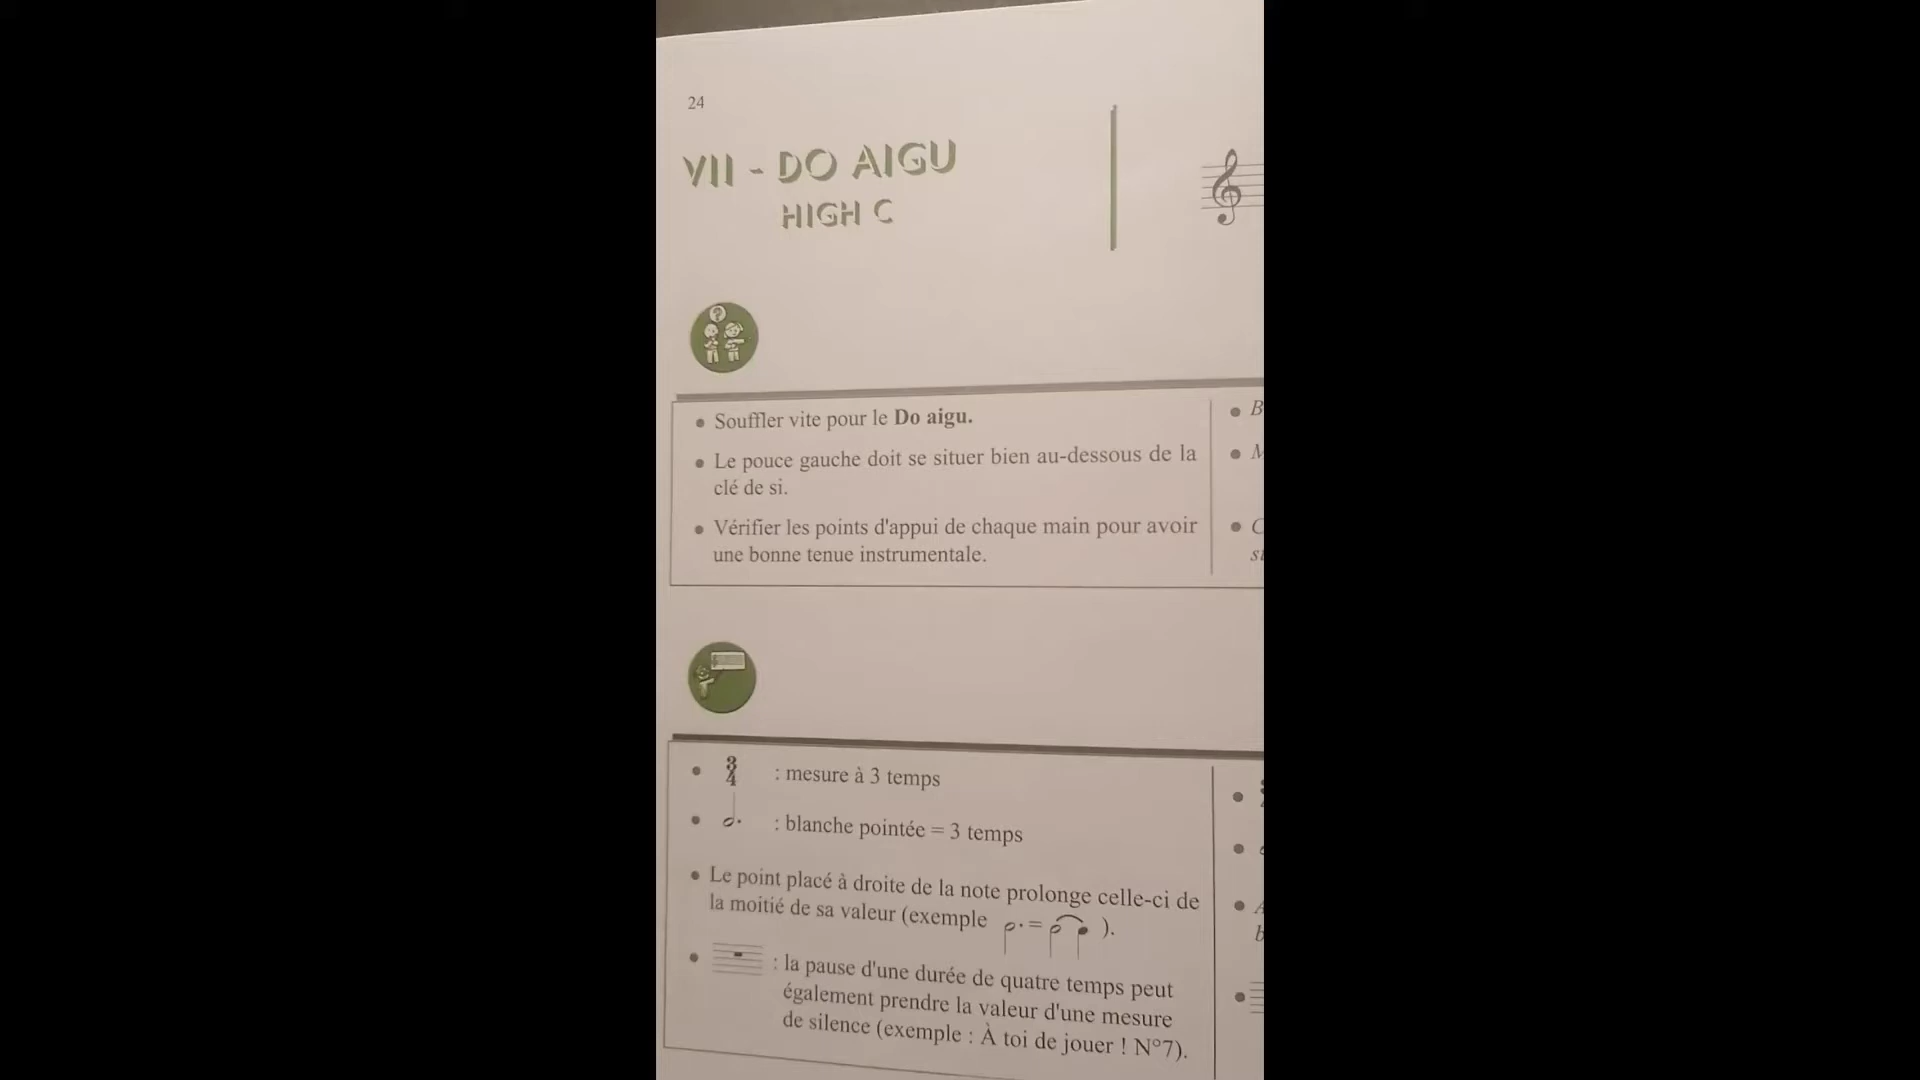 24
VII - DO AIGU
HIGH C
• Souffler vite pour le Do aigu.
• Le pouce gauche doit se situer bien au-dessous de la
clé de si.
• Vérifier les points d'appui de chaque main pour avoir
une bonne tenue instrumentale.
• 3/4 : mesure à 3 temps
• : blanche pointée = 3 temps
• Le point placé à droite de la note prolonge celle-ci de
la moitié de sa valeur (exemple = ).
• : la pause d'une durée de quatre temps peut
également prendre la valeur d'une mesure
de silence (exemple : À toi de jouer ! N°7).